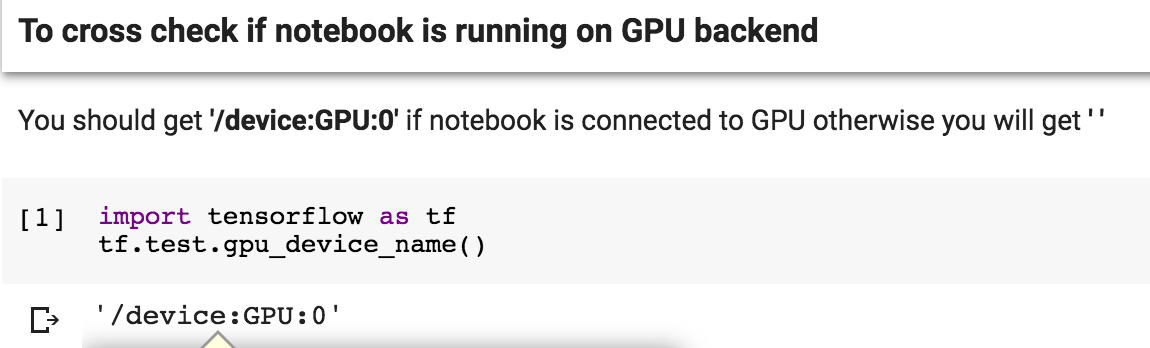 To cross check if notebook is running on GPU backend
You should get '/device:GPU:0' if notebook is connected to GPU otherwise you will get ' '
[1] import tensorflow as tf
tf.test.gpu_device_name()
'/device:GPU:0'